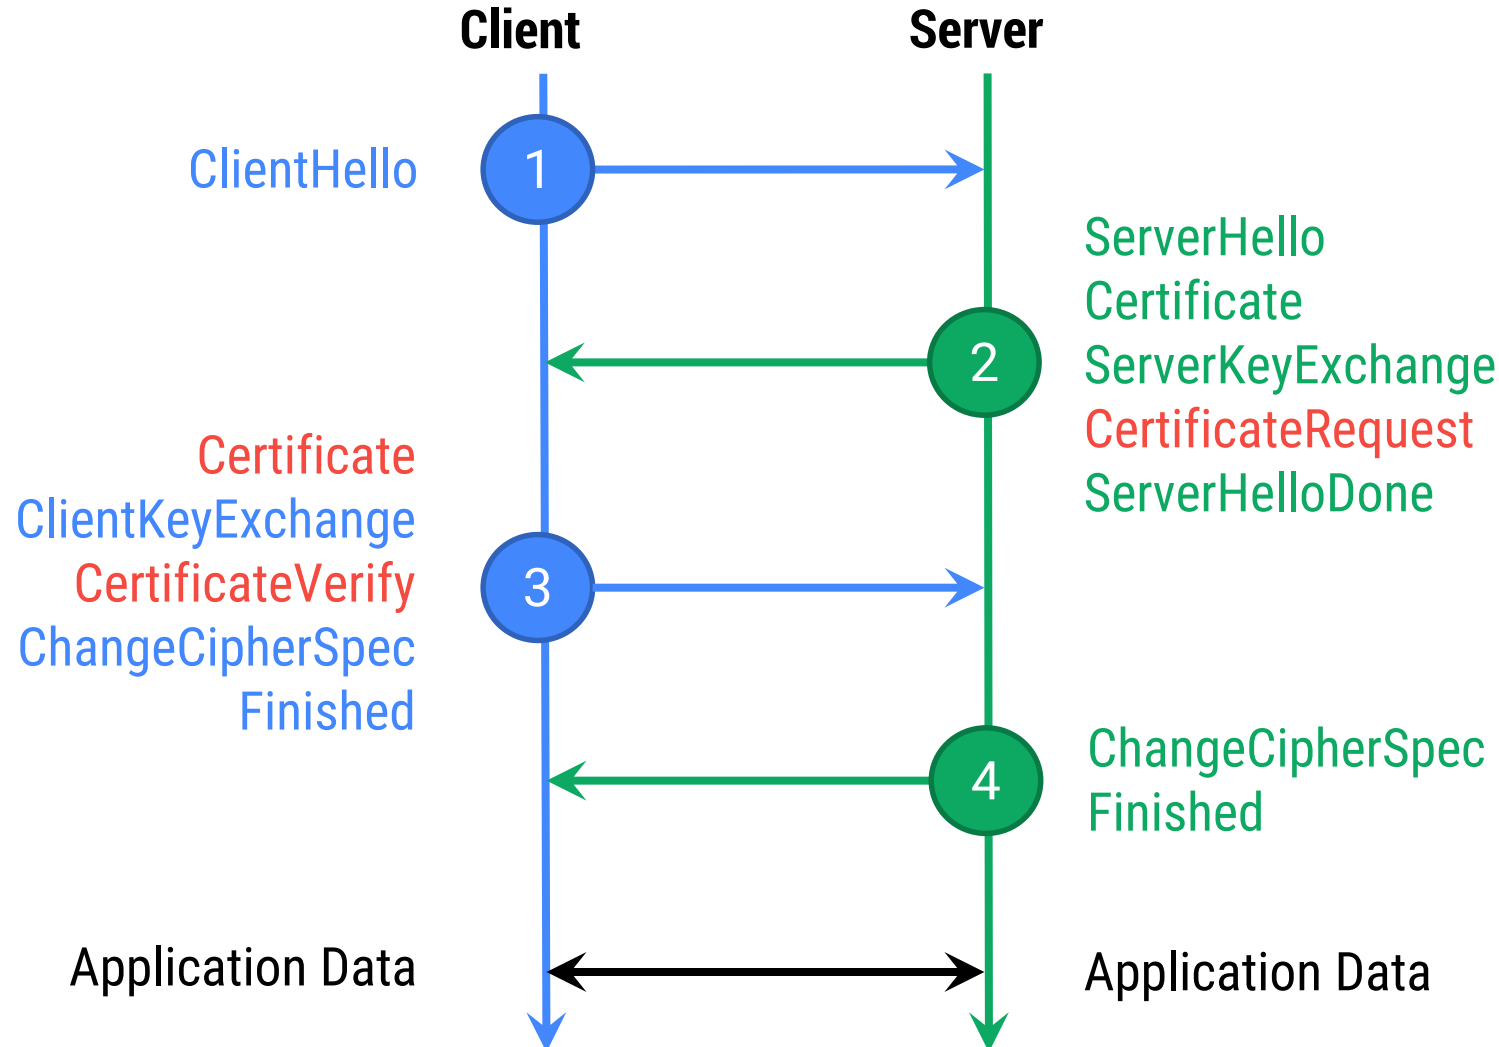 Client
Server
ClientHello
1
ServerHello
Certificate
ServerKeyExchange
CertificateRequest
ServerHelloDone
2
Certificate
ClientKeyExchange
CertificateVerify
ChangeCipherSpec
Finished
3
4
ChangeCipherSpec
Finished
Application Data
Application Data